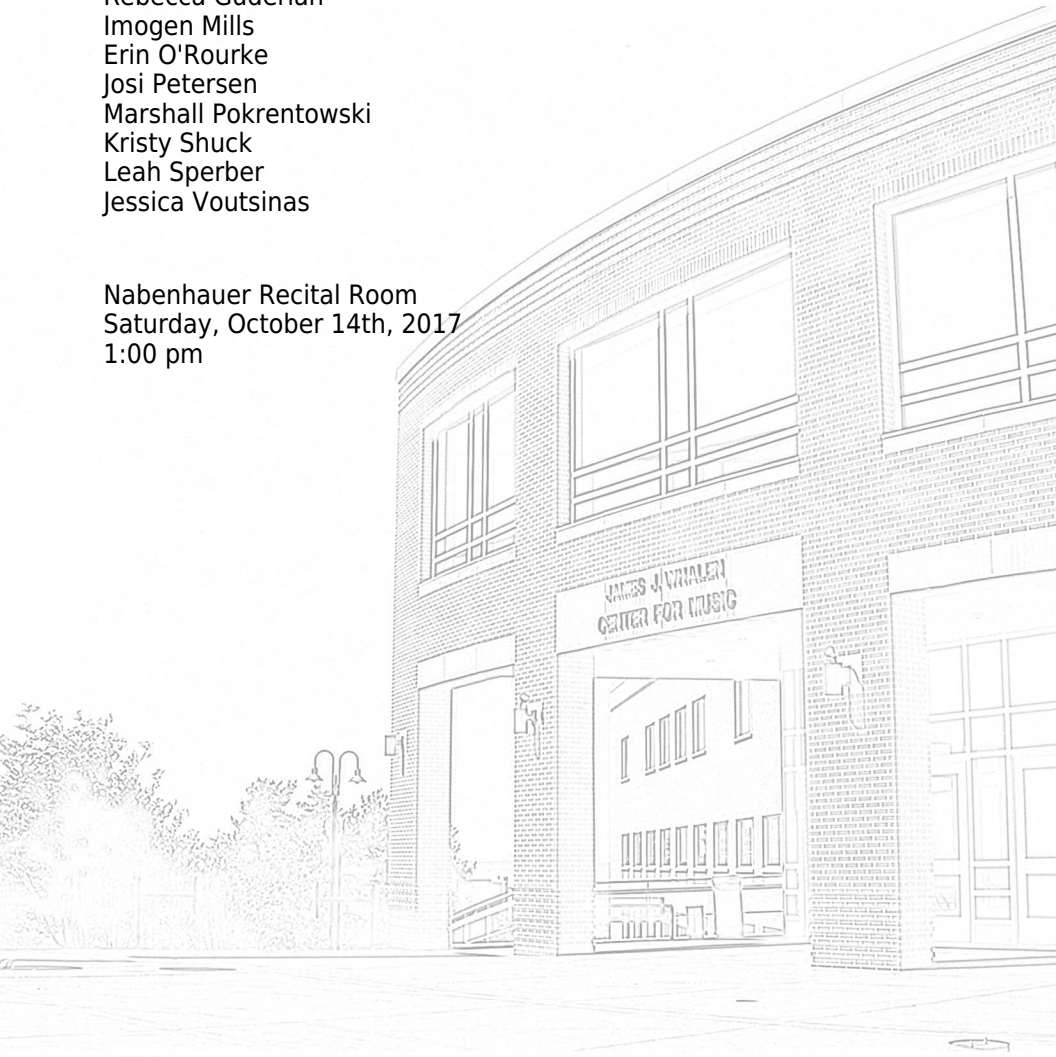 Imogen Mills
Erin O'Rourke
Josi Petersen
Marshall Pokrentowski
Kristy Shuck
Leah Sperber
Jessica Voutsinas
Nabenhauer Recital Room
Saturday, October 14th, 2017
1:00 pm
JAMES J. WHALEN
CENTER FOR MUSIC